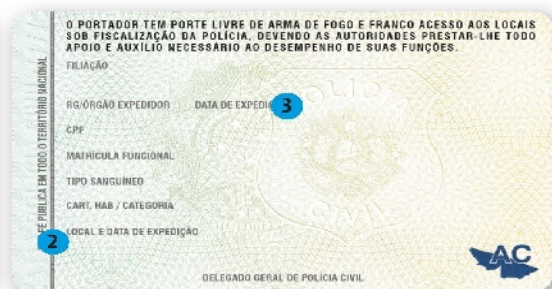 O PORTADOR TEM PORTE LIVRE DE ARMA DE FOGO E FRANCO ACESSO AOS LOCAIS
SOB FISCALIZAÇÃO DA POLÍCIA, DEVENDO AS AUTORIDADES PRESTAR-LHE TODO
APOIO E AUXÍLIO NECESSÁRIO AO DESEMPENHO DE SUAS FUNÇÕES.
FILIAÇÃO
RG/ÓRGÃO EXPEDIDOR DATA DE EXPEDI 3
CPF
MATRÍCULA FUNCIONAL
TIPO SANGUÍNEO
CART. HAB / CATEGORIA
LOCAL E DATA DE EXPEDIÇÃO
DELEGADO GERAL DE POLÍCIA CIVIL
FÉ PÚBLICA EM TODO O TERRITÓRIO NACIONAL
2
POLÍCIA
CIVIL
AC